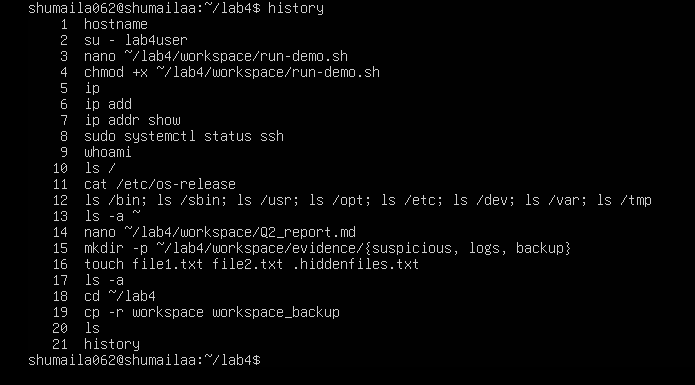 shumaila062@shumailaa:~/lab4$ history
1 hostname
2 su - lab4user
3 nano ~/lab4/workspace/run-demo.sh
4 chmod +x ~/lab4/workspace/run-demo.sh
5 ip
6 ip add
7 ip addr show
8 sudo systemctl status ssh
9 whoami
10 ls /
11 cat /etc/os-release
12 ls /bin; ls /sbin; ls /usr; ls /opt; ls /etc; ls /dev; ls /var; ls /tmp
13 ls -a ~
14 nano ~/lab4/workspace/Q2_report.md
15 mkdir -p ~/lab4/workspace/evidence/{suspicious, logs, backup}
16 touch file1.txt file2.txt .hiddenfiles.txt
17 ls -a
18 cd ~/lab4
19 cp -r workspace workspace_backup
20 ls
21 history
shumaila062@shumailaa:~/lab4$